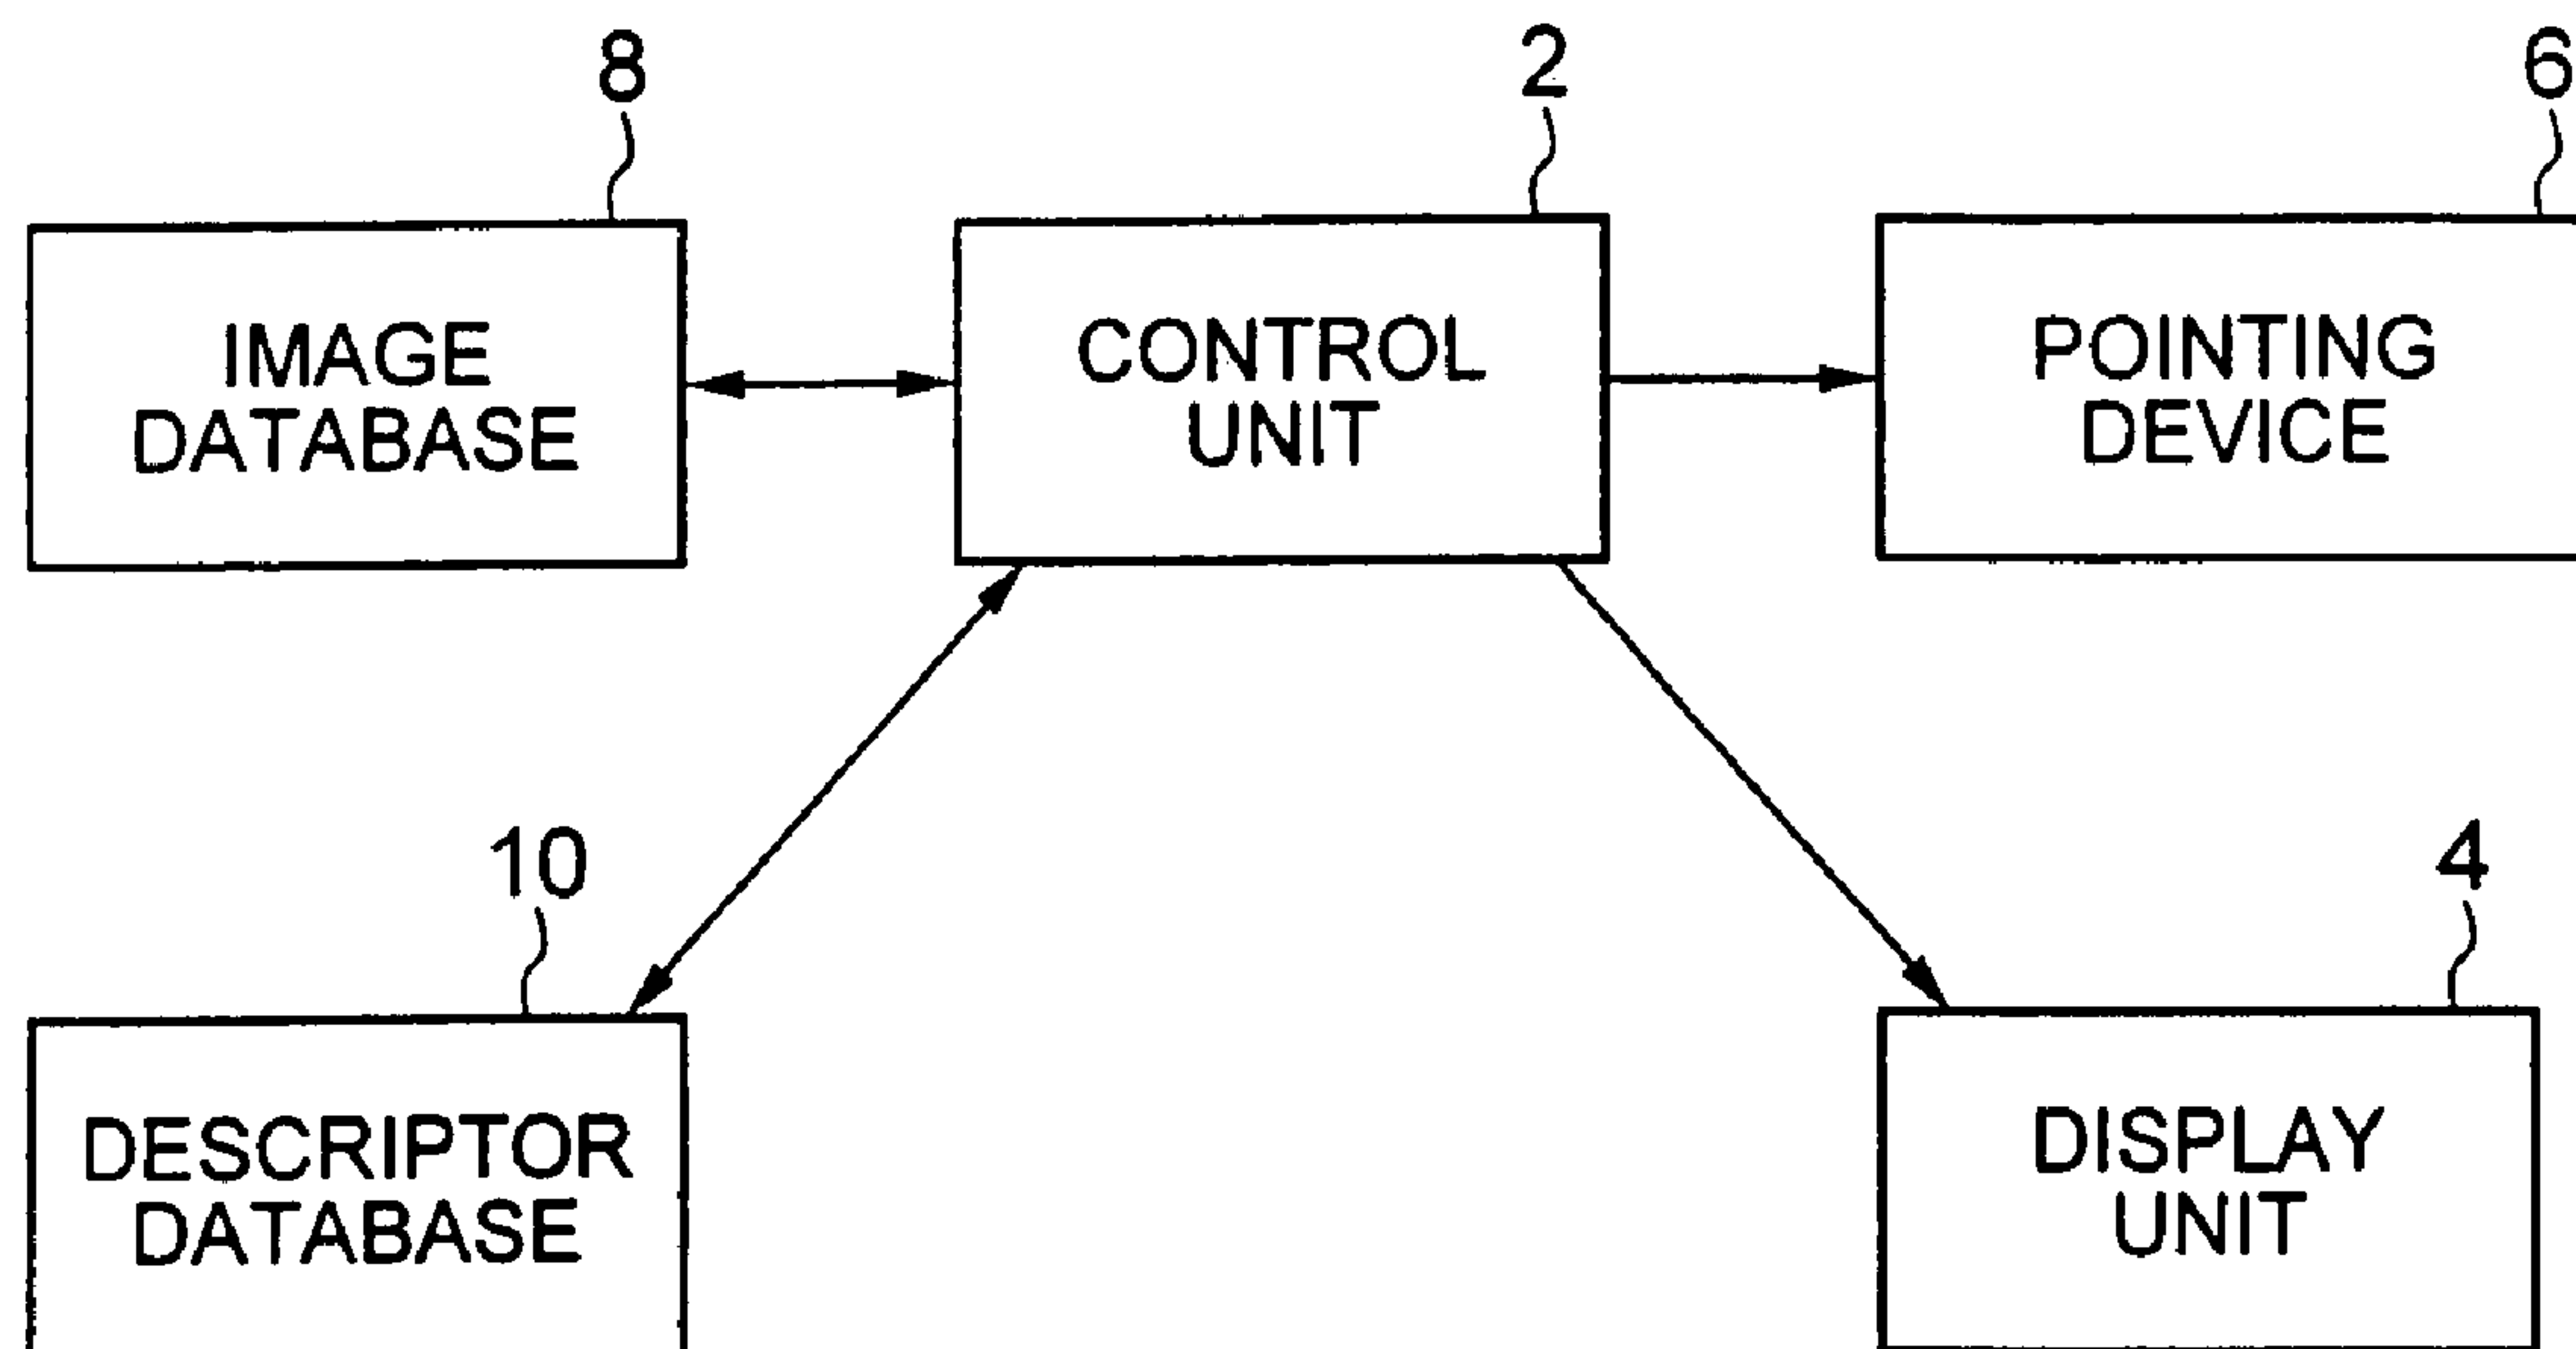 8
2
6
IMAGE
DATABASE
CONTROL
UNIT
POINTING
DEVICE
10
4
DESCRIPTOR
DATABASE
DISPLAY
UNIT